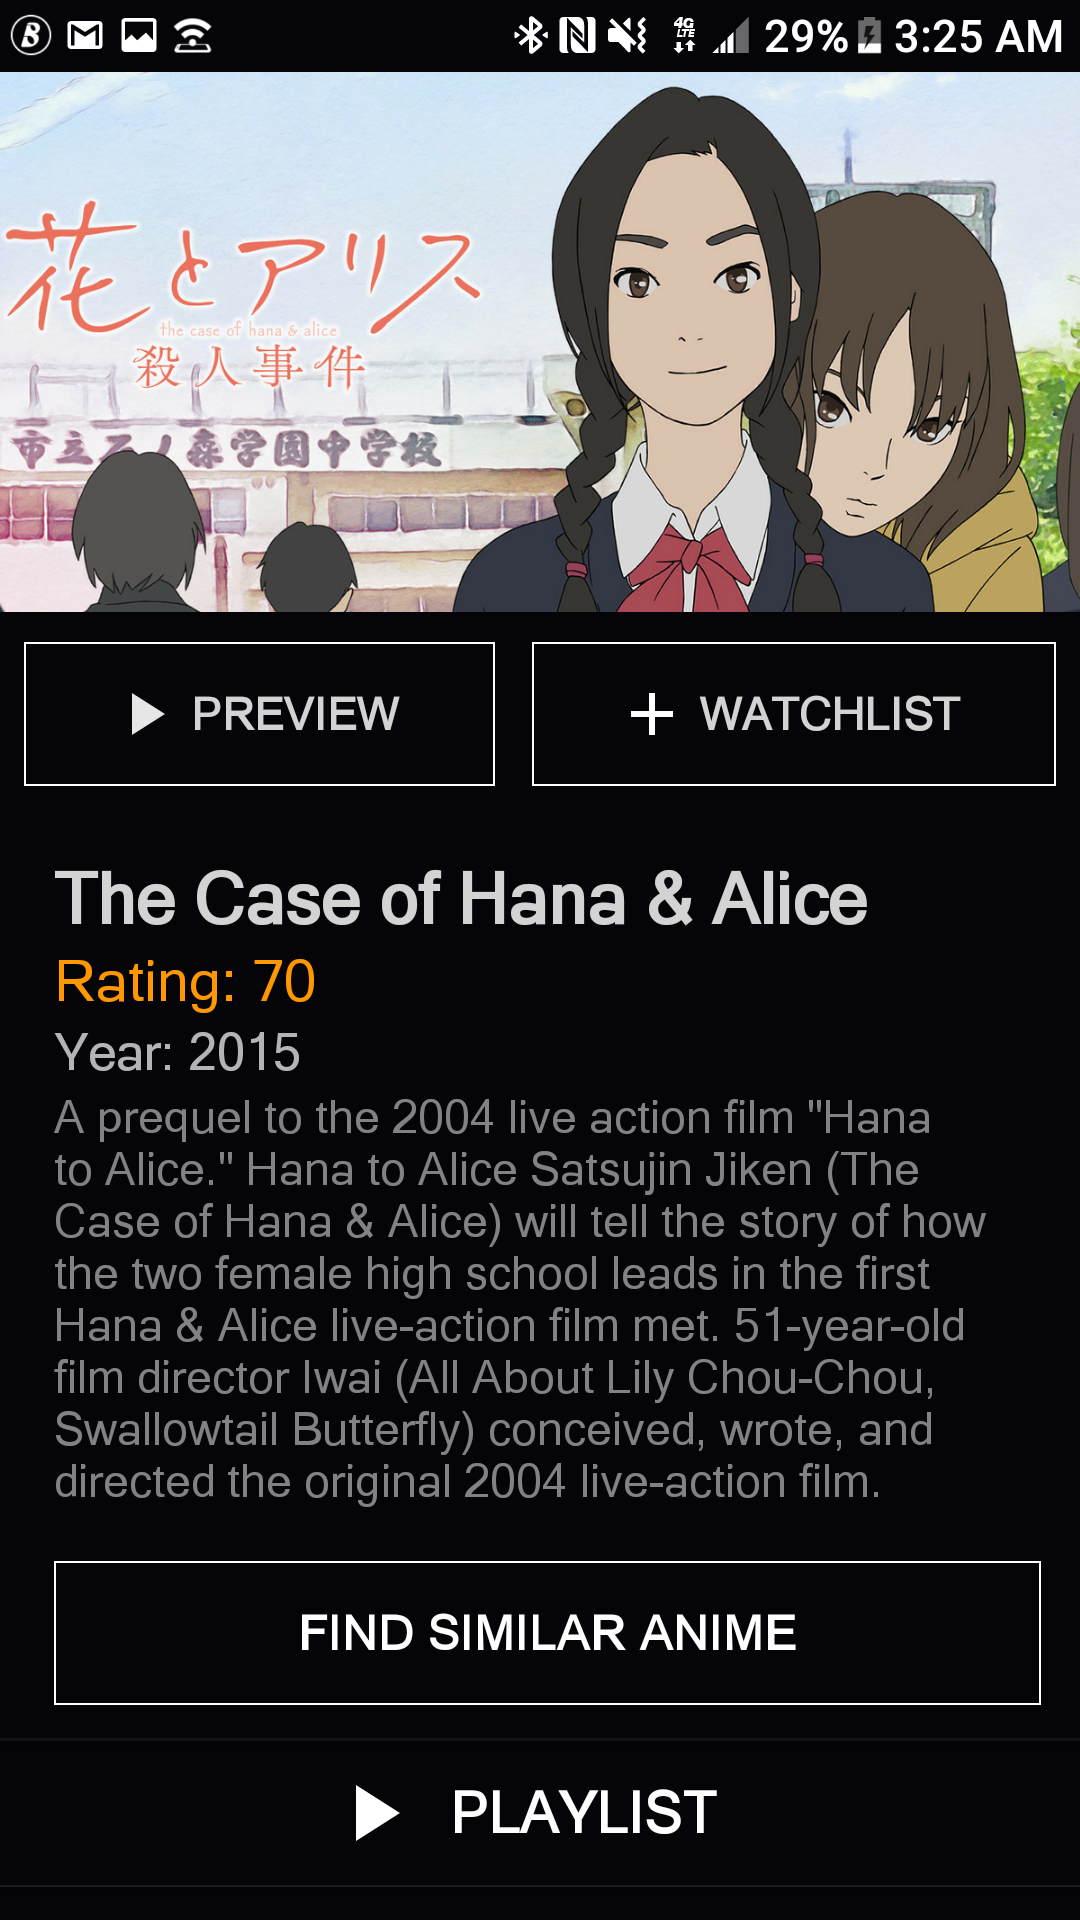 29% 3:25 AM
4G
LTE
花とアリス
the case of hana & alice
殺人事件
市立石ノ森学園中学校
PREVIEW
WATCHLIST
The Case of Hana & Alice
Rating: 70
Year: 2015
A prequel to the 2004 live action film "Hana
to Alice." Hana to Alice Satsujin Jiken (The
Case of Hana & Alice) will tell the story of how
the two female high school leads in the first
Hana & Alice live-action film met. 51-year-old
film director Iwai (All About Lily Chou-Chou,
Swallowtail Butterfly) conceived, wrote, and
directed the original 2004 live-action film.
FIND SIMILAR ANIME
PLAYLIST